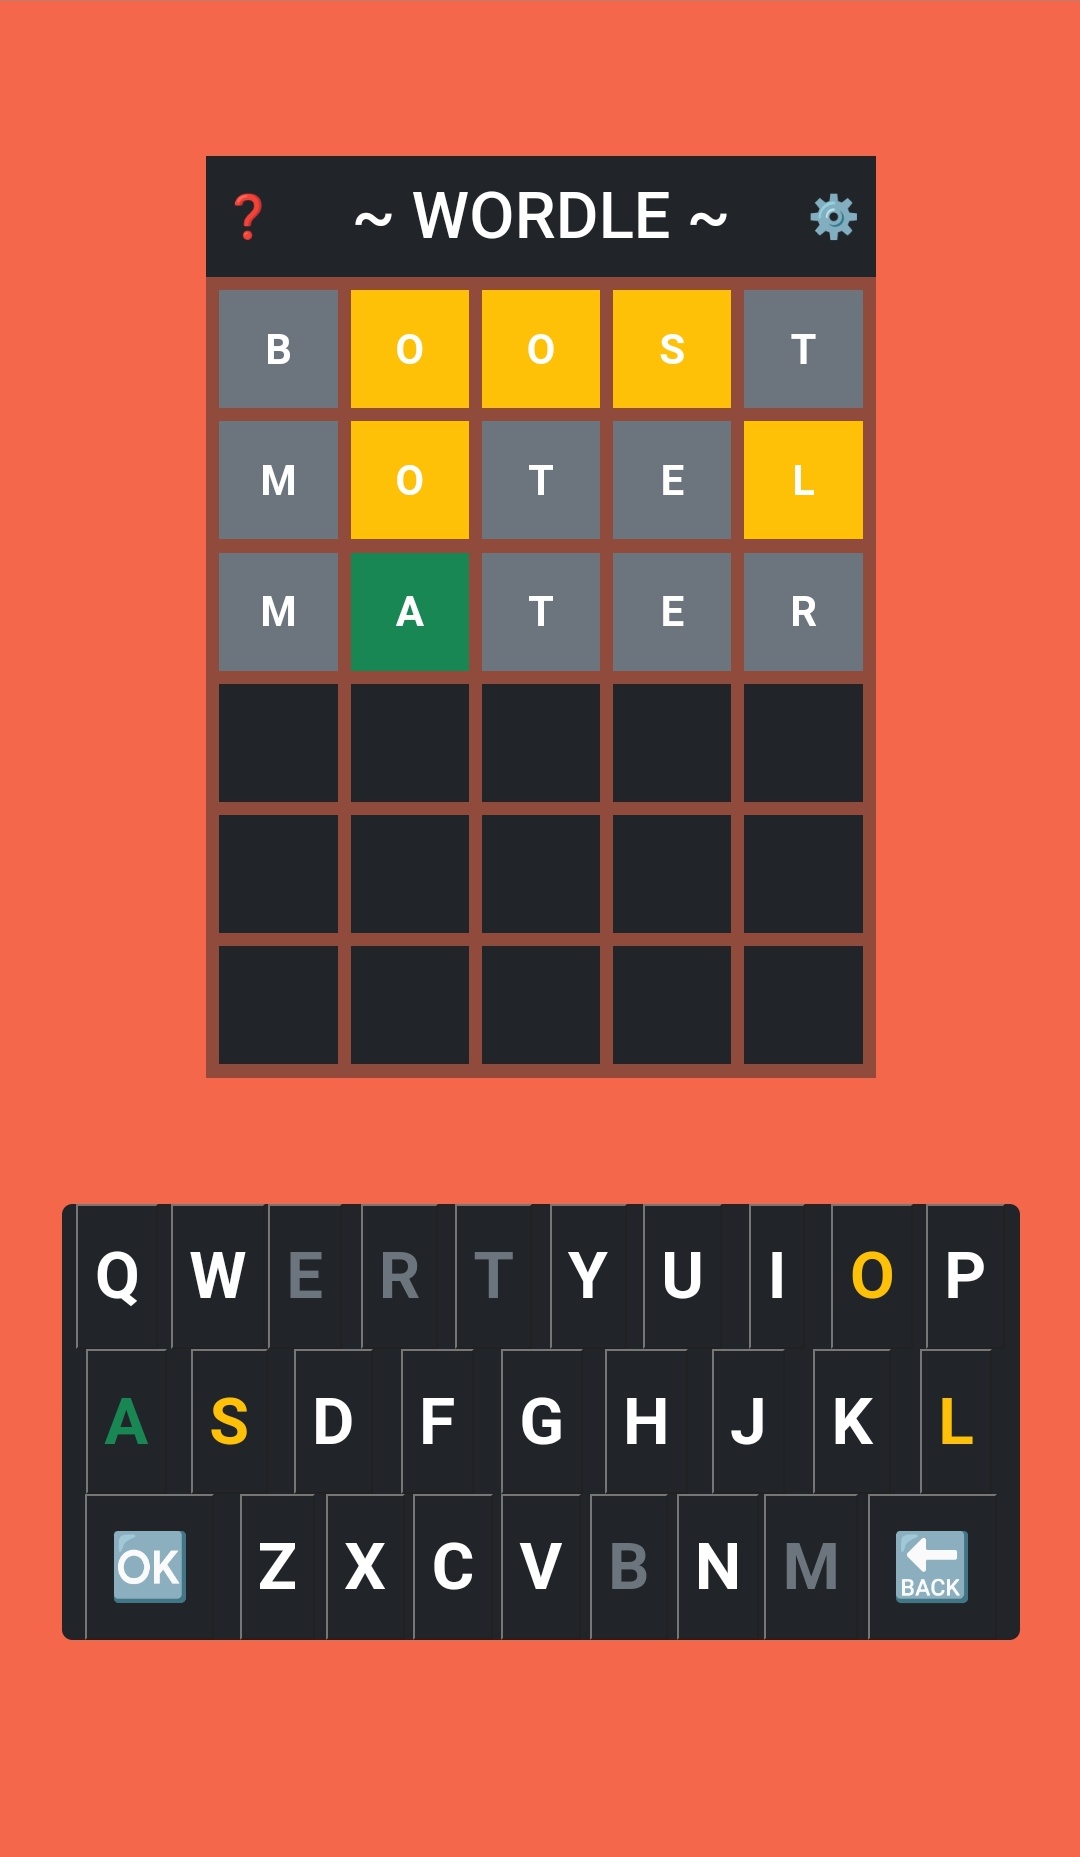 ❓ ~ WORDLE ~ ⚙️
B O O S T
M O T E L
M A T E R
Q W E R T Y U I O P
A S D F G H J K L
OK Z X C V B N M BACK